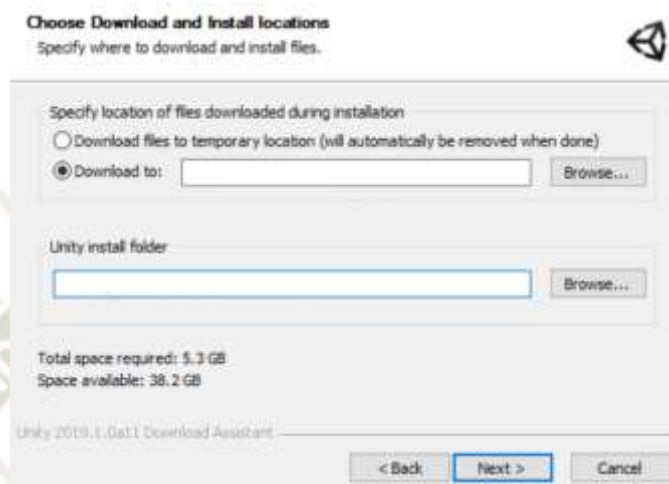 Choose Download and Install locations
Specify where to download and install files.
Specify location of files downloaded during installation
Download files to temporary location (will automatically be removed when done)
Download to:
Browse...
Unity install folder
Browse...
Total space required: 5.3 GB
Space available: 38.2 GB
Unity 2019.1.0a11 Download Assistant
< Back Next > Cancel